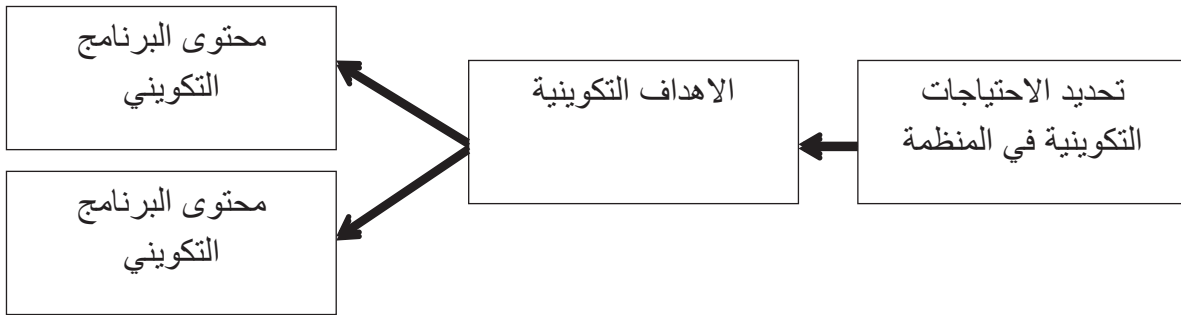 تحديد الاحتياجات
التكوينية في المنظمة
الاهداف التكوينية
محتوى البرنامج
التكويني
محتوى البرنامج
التكويني